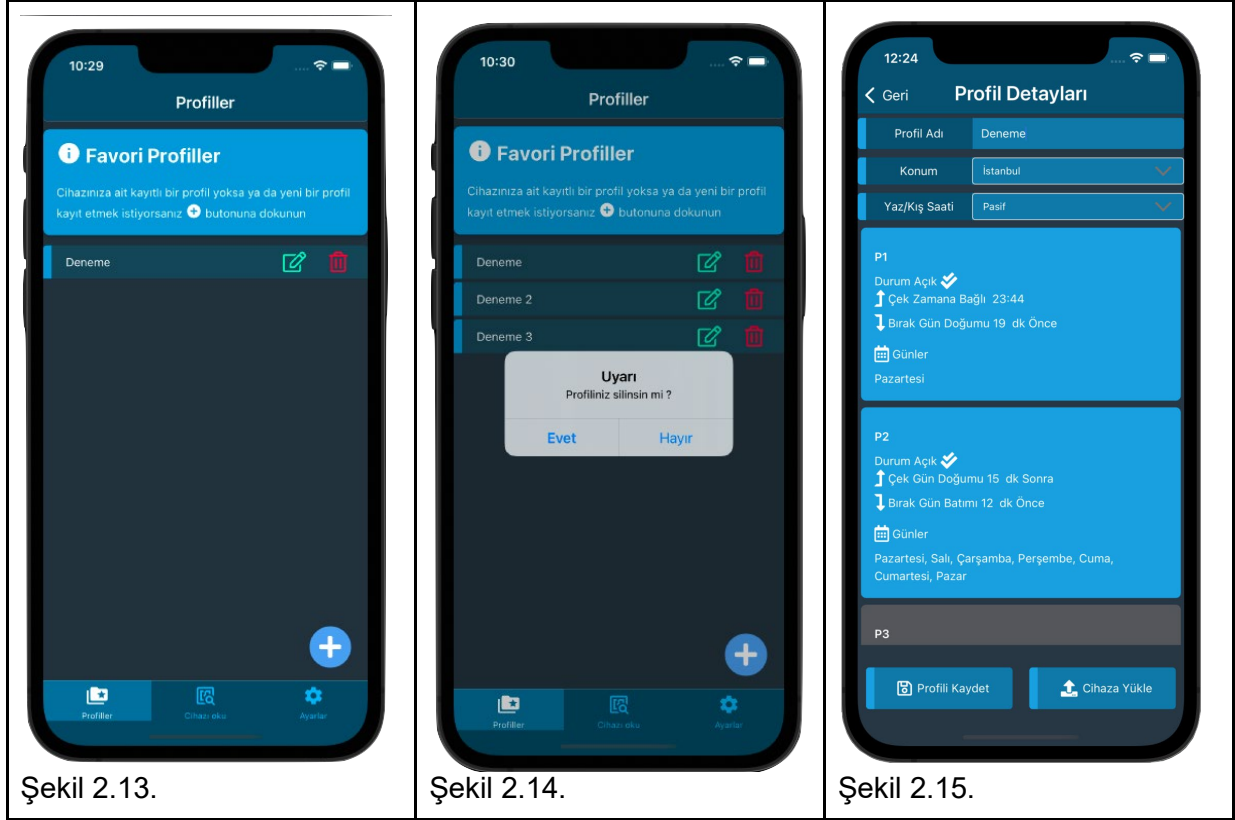 10:29
Profiller
Favori Profiller
Cihazınıza ait kayıtlı bir profil yoksa ya da yeni bir profil
kayıt etmek istiyorsanız + butonuna dokunun
Deneme
Profiller
Cihazı oku
Ayarlar
Şekil 2.13.
10:30
Profiller
Favori Profiller
Cihazınıza ait kayıtlı bir profil yoksa ya da yeni bir profil
kayıt etmek istiyorsanız + butonuna dokunun
Deneme
Deneme 2
Deneme 3
Uyarı
Profiliniz silinsin mi ?
Evet
Hayır
Profiller
Cihazı oku
Ayarlar
Şekil 2.14.
12:24
Geri
Profil Detayları
Profil Adı
Deneme
Konum
İstanbul
Yaz/Kış Saati
Pasif
P1
Durum Açık
Çek Zamana Bağlı 23:44
Bırak Gün Doğumu 19 dk Önce
Günler
Pazartesi
P2
Durum Açık
Çek Gün Doğumu 15 dk Sonra
Bırak Gün Batımı 12 dk Önce
Günler
Pazartesi, Salı, Çarşamba, Perşembe, Cuma,
Cumartesi, Pazar
P3
Profili Kaydet
Cihaza Yükle
Şekil 2.15.